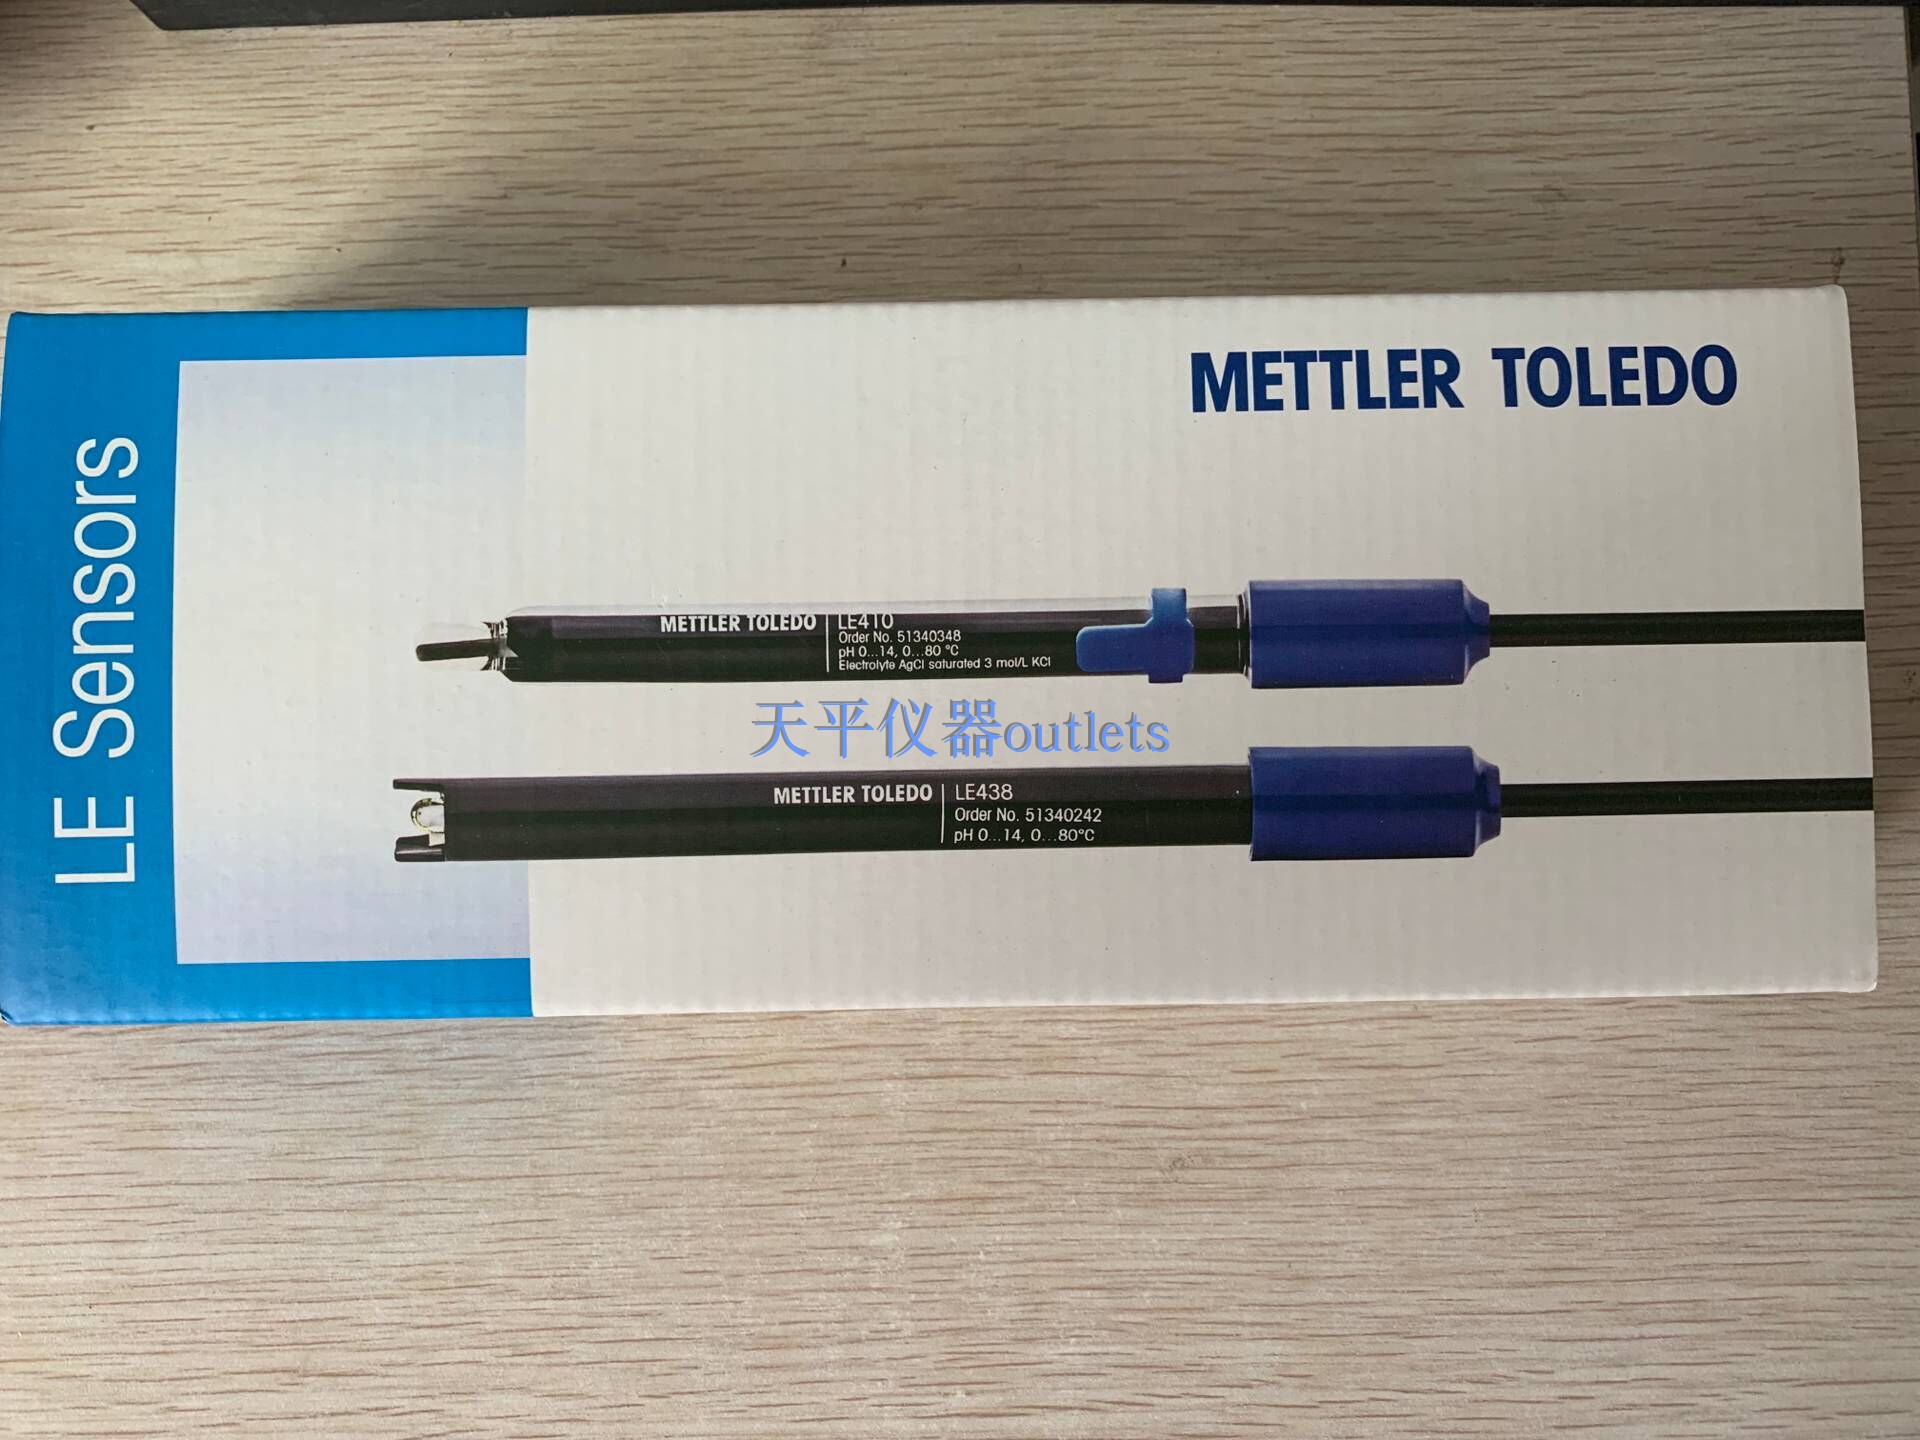 LE Sensors
METTLER TOLEDO
METTLER TOLEDO LE410
Order No. 51340348
pH 0...14, 0...80 °C
Electrolyte AgCl saturated 3 mol/L KCl
天平仪器outlets
METTLER TOLEDO LE438
Order No. 51340242
pH 0...14, 0...80°C